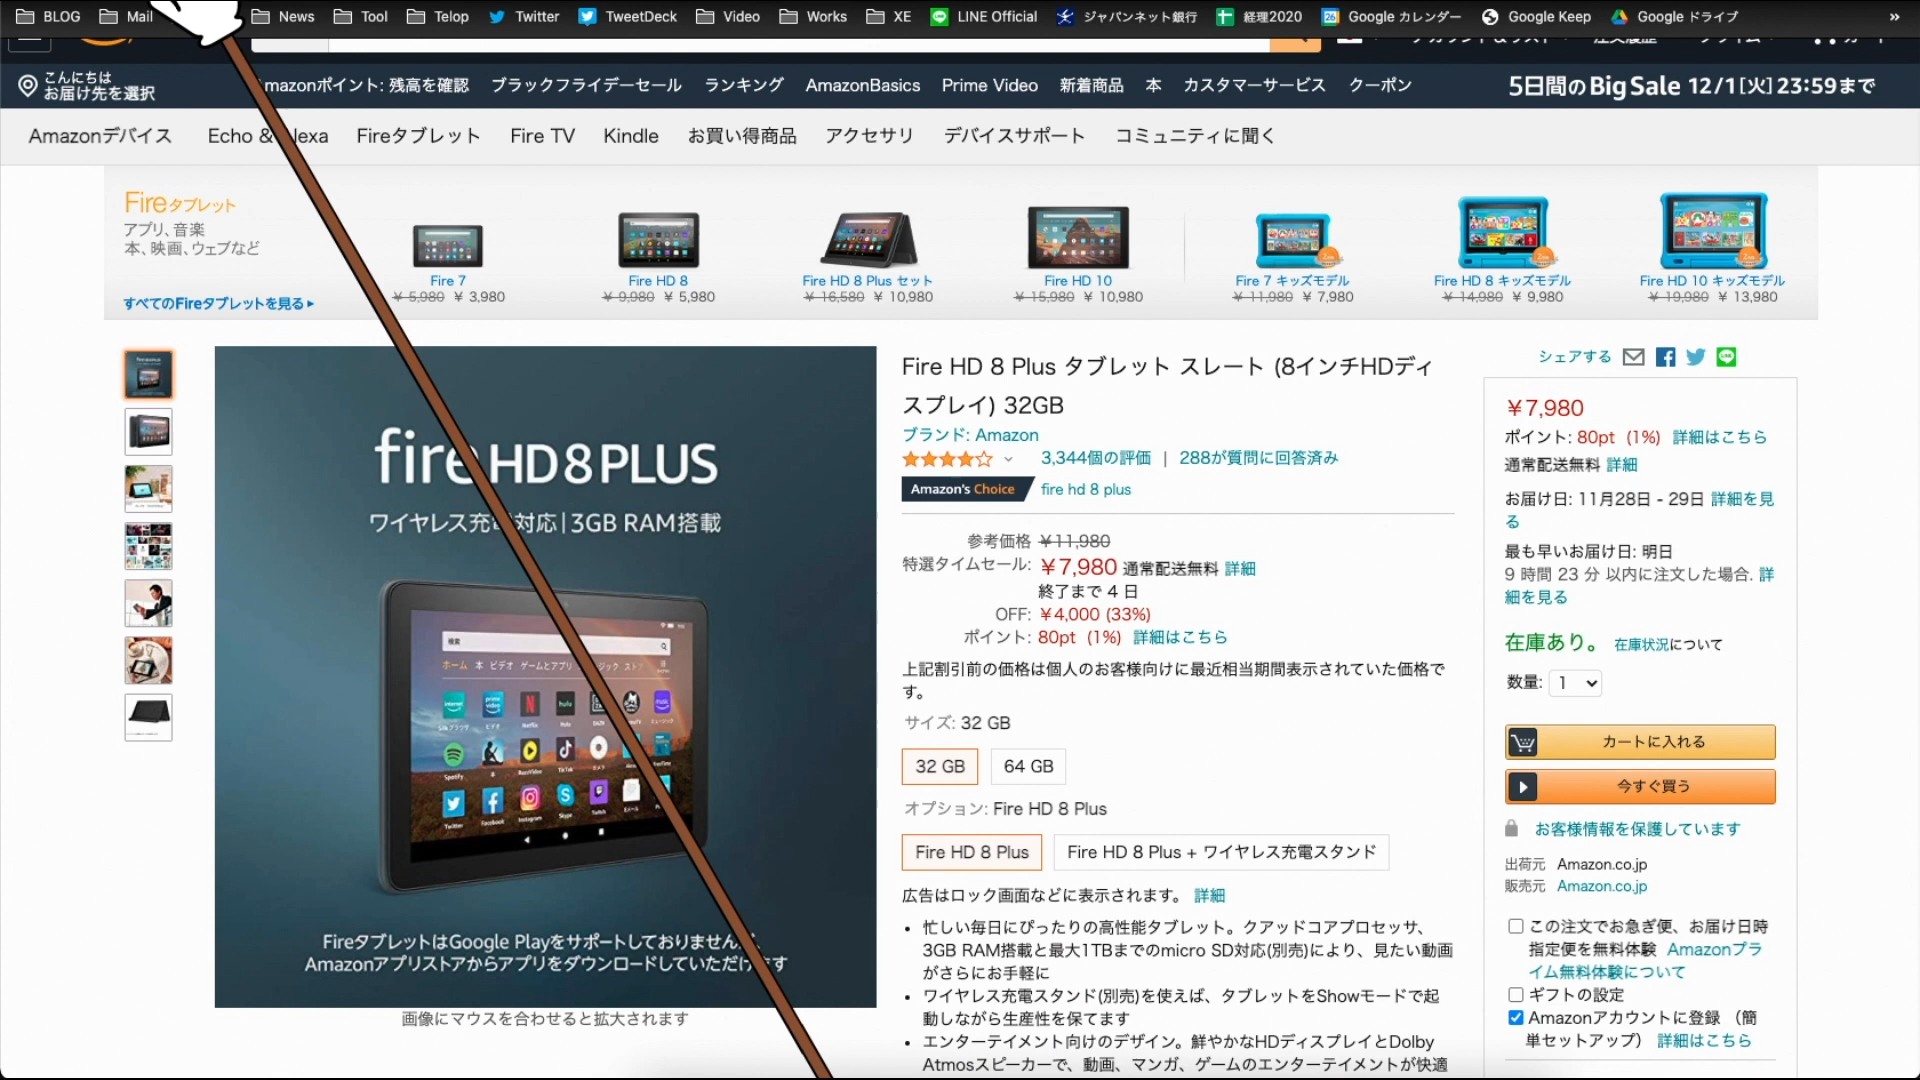 BLOG Mail News Tool Telop Twitter TweetDeck Video Works XE LINE Official ジャパンネット銀行 経理2020 Google カレンダー Google Keep Google ドライブ »
こんにちは
お届け先を選択
mazonポイント: 残高を確認 ブラックフライデーセール ランキング AmazonBasics Prime Video 新着商品 本 カスタマーサービス クーポン 5日間のBig Sale 12/1[火]23:59まで
Amazonデバイス Echo & lexa Fireタブレット Fire TV Kindle お買い得商品 アクセサリ デバイスサポート コミュニティに聞く
Fireタブレット
アプリ、音楽
本、映画、ウェブなど
すべてのFireタブレットを見る▸
Fire 7
¥ 5,980 ¥ 3,980
Fire HD 8
¥ 9,980 ¥ 5,980
Fire HD 8 Plus セット
¥ 16,580 ¥ 10,980
Fire HD 10
¥ 15,980 ¥ 10,980
Fire 7 キッズモデル
¥ 11,980 ¥ 7,980
Fire HD 8 キッズモデル
¥ 14,980 ¥ 9,980
Fire HD 10 キッズモデル
¥ 19,980 ¥ 13,980
fire HD 8 PLUS
ワイヤレス充電対応|3GB RAM搭載
検索
ホーム 本 ビデオ ゲームとアプリ
Netflix Hulu
Spotify 本 TikTok カメラ
Twitter Facebook Instagram Skype Twitch Eメール
FireタブレットはGoogle Playをサポートしておりません
Amazonアプリストアからアプリをダウンロードしていただけます
画像にマウスを合わせると拡大されます
Fire HD 8 Plus タブレット スレート (8インチHDディ
スプレイ) 32GB
ブランド: Amazon
3,344個の評価 | 288が質問に回答済み
Amazon's Choice fire hd 8 plus
参考価格 ¥11,980
特選タイムセール: ¥7,980 通常配送無料 詳細
終了まで 4 日
OFF: ¥4,000 (33%)
ポイント: 80pt (1%) 詳細はこちら
上記割引前の価格は個人のお客様向けに最近相当期間表示されていた価格で
す。
サイズ: 32 GB
32 GB 64 GB
オプション: Fire HD 8 Plus
Fire HD 8 Plus Fire HD 8 Plus + ワイヤレス充電スタンド
広告はロック画面などに表示されます。 詳細
• 忙しい毎日にぴったりの高性能タブレット。クアッドコアプロセッサ、
3GB RAM搭載と最大1TBまでのmicro SD対応(別売)により、見たい動画
がさらにお手軽に
• ワイヤレス充電スタンド(別売)を使えば、タブレットをShowモードで起
動しながら生産性を保てます
• エンターテイメント向けのデザイン。鮮やかなHDディスプレイとDolby
Atmosスピーカーで、動画、マンガ、ゲームのエンターテイメントが快適
シェアする
¥7,980
ポイント: 80pt (1%) 詳細はこちら
通常配送無料 詳細
お届け日: 11月28日 - 29日 詳細を見
る
最も早いお届け日: 明日
9 時間 23 分 以内に注文した場合. 詳
細を見る
在庫あり。 在庫状況について
数量: 1
カートに入れる
今すぐ買う
お客様情報を保護しています
出荷元 Amazon.co.jp
販売元 Amazon.co.jp
この注文でお急ぎ便、お届け日時
指定便を無料体験 Amazonプラ
イム無料体験について
ギフトの設定
Amazonアカウントに登録 （簡
単セットアップ） 詳細はこちら